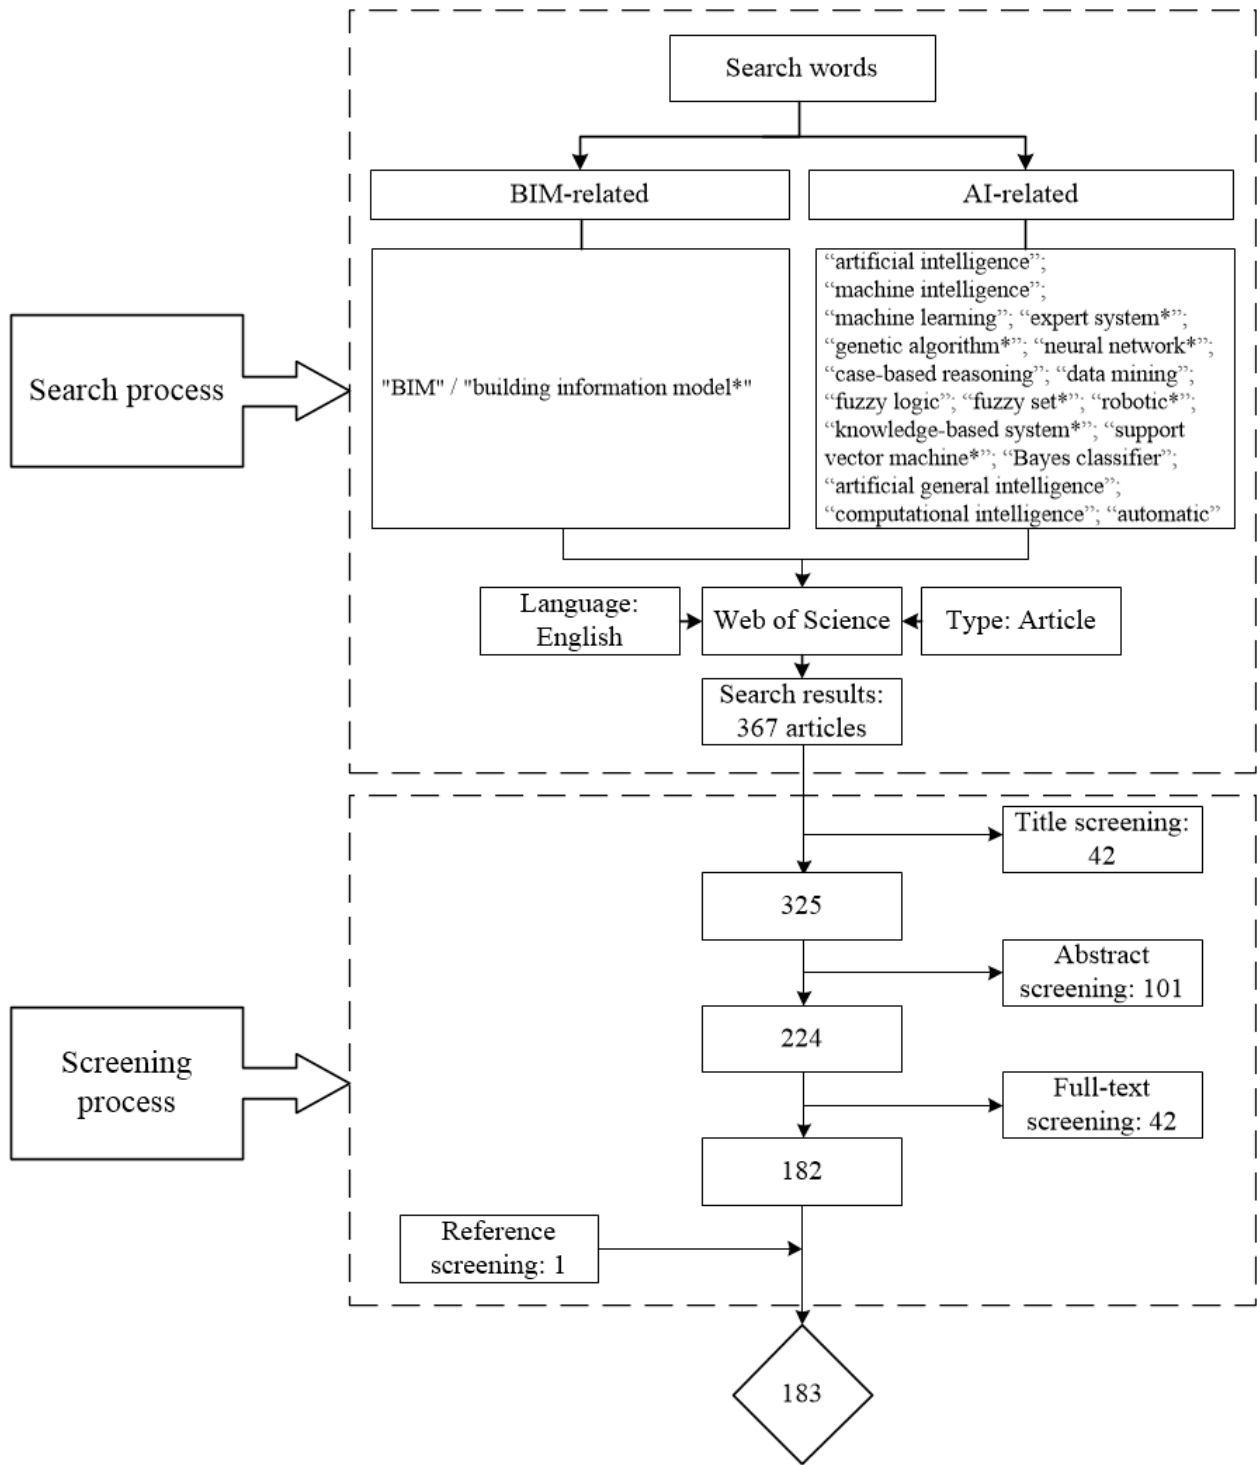 Search words
BIM-related
AI-related
"BIM" / "building information model*"
“artificial intelligence”;
“machine intelligence”;
“machine learning”; “expert system*”;
“genetic algorithm*”; “neural network*”;
“case-based reasoning”; “data mining”;
“fuzzy logic”; “fuzzy set*”; “robotic*”;
“knowledge-based system*”; “support
vector machine*”; “Bayes classifier”;
“artificial general intelligence”;
“computational intelligence”; “automatic”
Search process
Language:
English
Web of Science
Type: Article
Search results:
367 articles
Title screening:
42
325
Abstract
screening: 101
224
Screening
process
Full-text
screening: 42
182
Reference
screening: 1
183